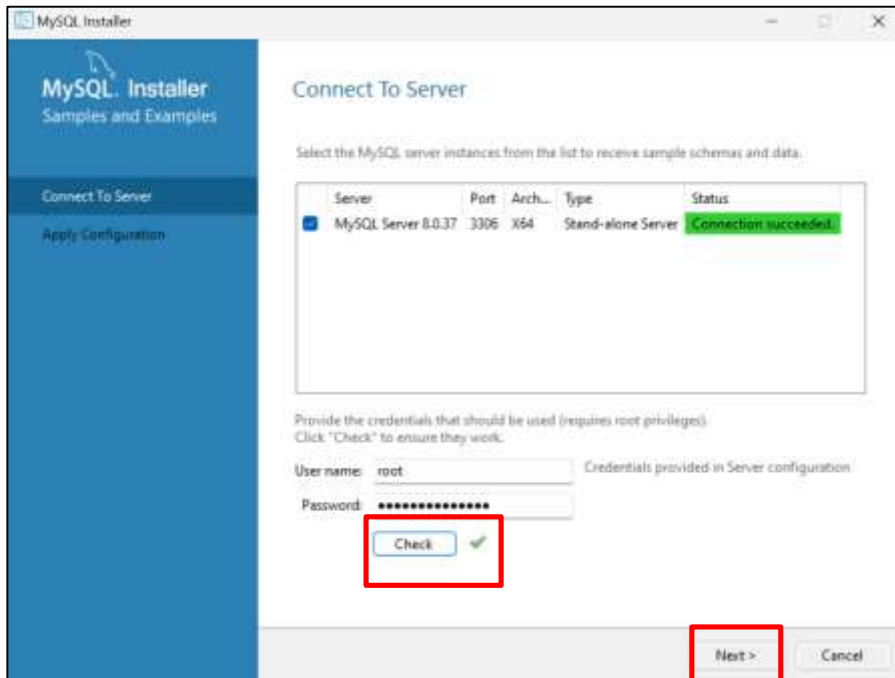 MySQL Installer
MySQL. Installer
Samples and Examples
Connect To Server
Apply Configuration
Connect To Server
Select the MySQL server instances from the list to receive sample schemas and data.
Server Port Arch... Type Status
MySQL Server 8.0.37 3306 X64 Stand-alone Server Connection succeeded.
Provide the credentials that should be used (requires root privileges).
Click "Check" to ensure they work.
User name: root Credentials provided in Server configuration
Password: ••••••••••••••
Check
Next > Cancel